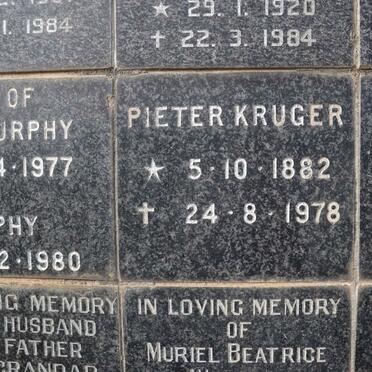 1984
★ 29. 1. 1920
✝ 22. 3. 1984
OF
URPHY
4·1977
PHY
2·1980
PIETER KRUGER
★ 5·10·1882
✝ 24·8·1978
NG MEMORY
HUSBAND
FATHER
IN LOVING MEMORY
OF
MURIEL BEATRICE